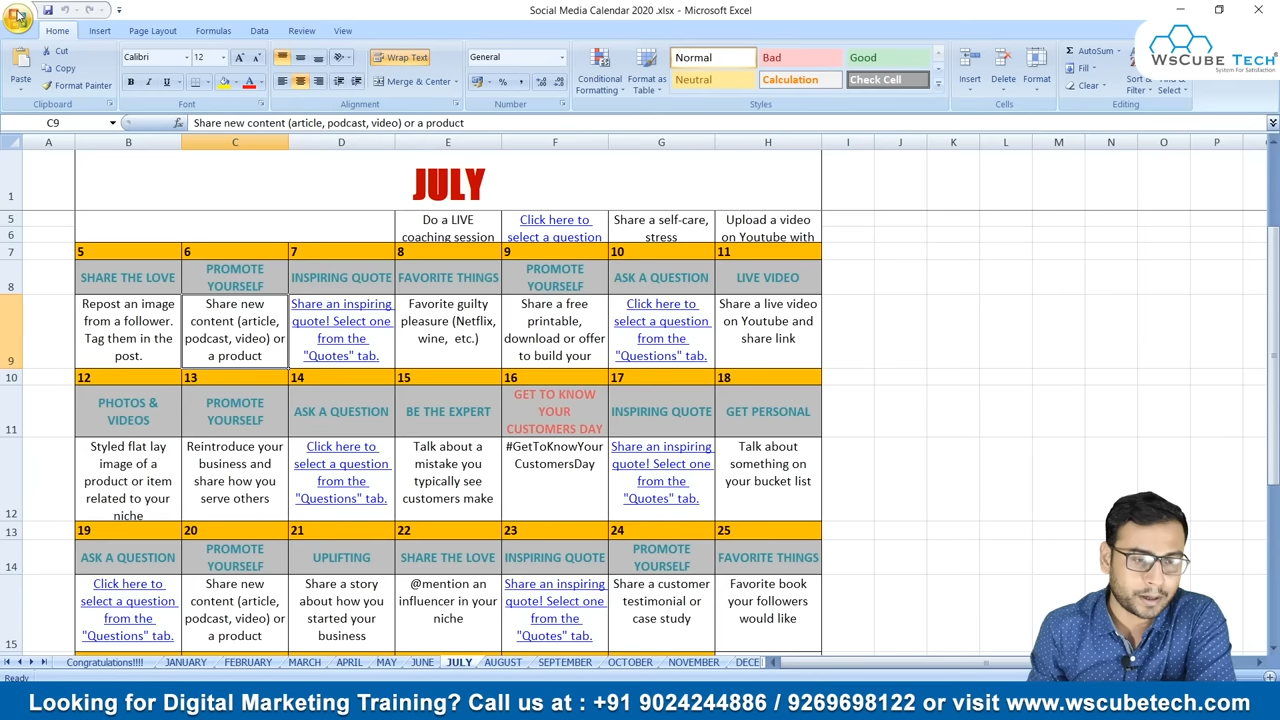 Social Media Calendar 2020 .xlsx - Microsoft Excel
Home Insert Page Layout Formulas Data Review View
Paste
Cut
Copy
Format Painter
Clipboard
Calibri 12
B I U
Font
Wrap Text
Merge & Center
Alignment
General
Number
Conditional
Formatting
Format as
Table
Normal Bad Good
Neutral Calculation Check Cell
Styles
Insert Delete Format
Cells
AutoSum
Fill
Clear
Sort &
Filter
Select
Editing
WsCube Tech
System For Satisfaction
C9 fx Share new content (article, podcast, video) or a product
A B C D E F G H I J K L M N O P
1
JULY
5
6
Do a LIVE
coaching session
Click here to
select a question
Share a self-care,
stress
Upload a video
on Youtube with
7 5 6 7 8 9 10 11
8
SHARE THE LOVE
PROMOTE
YOURSELF
INSPIRING QUOTE
FAVORITE THINGS
PROMOTE
YOURSELF
ASK A QUESTION
LIVE VIDEO
9
Repost an image
from a follower.
Tag them in the
post.
Share new
content (article,
podcast, video) or
a product
Share an inspiring
quote! Select one
from the
"Quotes" tab.
Favorite guilty
pleasure (Netflix,
wine, etc.)
Share a free
printable,
download or offer
to build your
Click here to
select a question
from the
"Questions" tab.
Share a live video
on Youtube and
share link
10 12 13 14 15 16 17 18
11
PHOTOS &
VIDEOS
PROMOTE
YOURSELF
ASK A QUESTION
BE THE EXPERT
GET TO KNOW
YOUR
CUSTOMERS DAY
INSPIRING QUOTE
GET PERSONAL
12
Styled flat lay
image of a
product or item
related to your
niche
Reintroduce your
business and
share how you
serve others
Click here to
select a question
from the
"Questions" tab.
Talk about a
mistake you
typically see
customers make
#GetToKnowYour
CustomersDay
Share an inspiring
quote! Select one
from the
"Quotes" tab.
Talk about
something on
your bucket list
13 19 20 21 22 23 24 25
14
ASK A QUESTION
PROMOTE
YOURSELF
UPLIFTING
SHARE THE LOVE
INSPIRING QUOTE
PROMOTE
YOURSELF
FAVORITE THINGS
15
Click here to
select a question
from the
"Questions" tab.
Share new
content (article,
podcast, video) or
a product
Share a story
about how you
started your
business
@mention an
influencer in your
niche
Share an inspiring
quote! Select one
from the
"Quotes" tab.
Share a customer
testimonial or
case study
Favorite book
your followers
would like
Congratulations!!!! JANUARY FEBRUARY MARCH APRIL MAY JUNE JULY AUGUST SEPTEMBER OCTOBER NOVEMBER DECE
Ready
Looking for Digital Marketing Training? Call us at : +91 9024244886 / 9269698122 or visit www.wscubetech.com